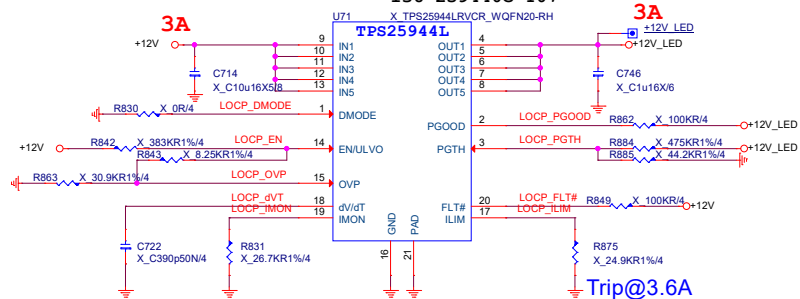 U71
X_TPS25944LRVCR_WQFN20-RH
3A
3A
TPS25944L
+12V_LED
+12V
9
IN1
OUT1
4
+12V_LED
10
IN2
OUT2
5
11
IN3
OUT3
6
12
IN4
OUT4
7
13
IN5
OUT5
8
C714
X_C10u16X5/8
C746
X_C1u16X/6
R830
X_0R/4
LOCP_DMODE
1
DMODE
PGOOD
2
LOCP_PGOOD
R862
X_100KR/4
+12V_LED
+12V
R842
X_383KR1%/4
LOCP_EN
14
EN/ULVO
PGTH
3
LOCP_PGTH
R884
X_475KR1%/4
+12V_LED
R843
X_8.25KR1%/4
R885
X_44.2KR1%/4
R863
X_30.9KR1%/4
LOCP_OVP
15
OVP
LOCP_dVT
18
dV/dT
FLT#
20
LOCP_FLT#
R849
X_100KR/4
+12V
LOCP_IMON
19
IMON
ILIM
17
LOCP_ILIM
GND
PAD
16
21
C722
X_C390p50N/4
R831
X_26.7KR1%/4
R875
X_24.9KR1%/4
Trip@3.6A